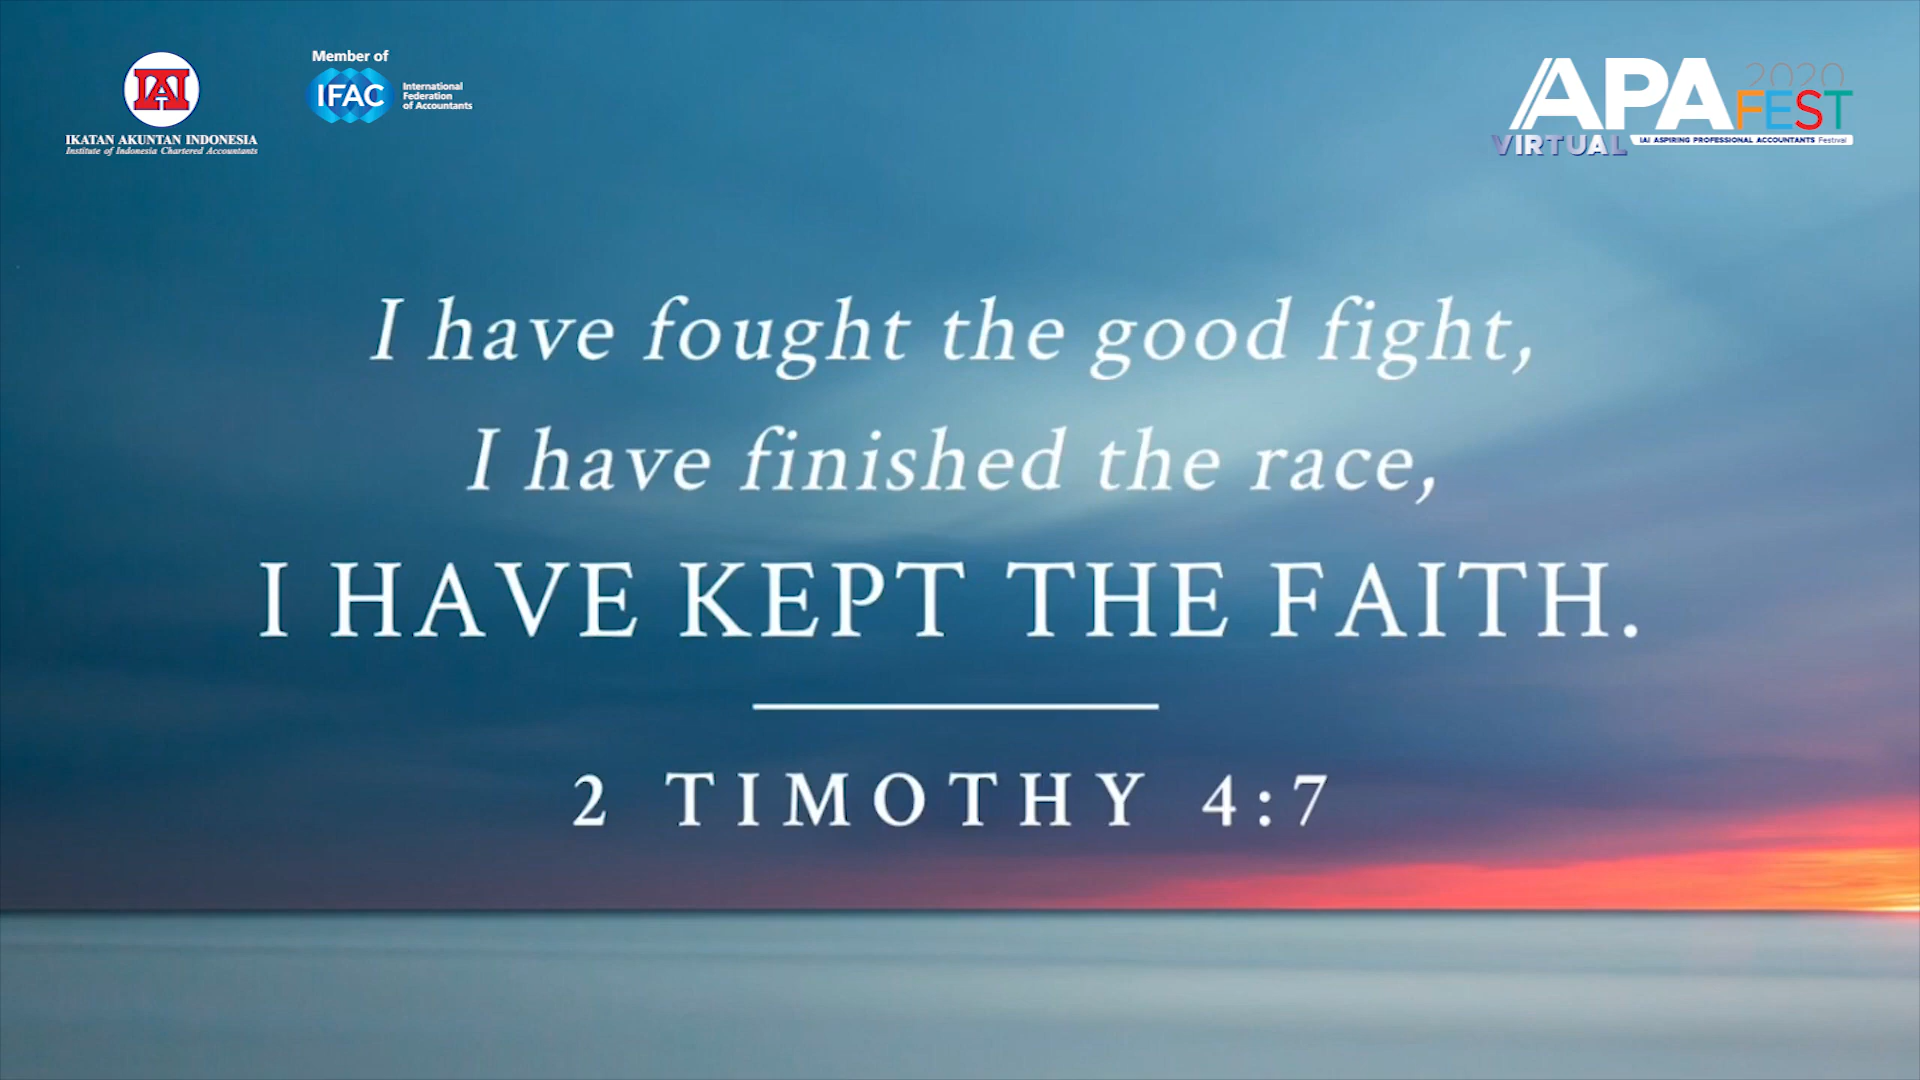 IAI
IKATAN AKUNTAN INDONESIA
Institute of Indonesia Chartered Accountants
Member of
IFAC
International
Federation
of Accountants
APA
2020
FEST
VIRTUAL
IAI ASPIRING PROFESSIONAL ACCOUNTANTS Festival
I have fought the good fight,
I have finished the race,
I HAVE KEPT THE FAITH.
2 TIMOTHY 4:7